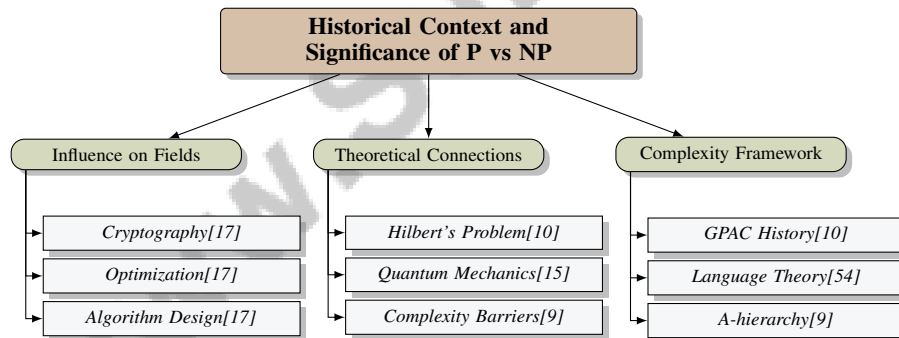 Historical Context and
Significance of P vs NP
Influence on Fields
Cryptography[17]
Optimization[17]
Algorithm Design[17]
Theoretical Connections
Hilbert's Problem[10]
Quantum Mechanics[15]
Complexity Barriers[9]
Complexity Framework
GPAC History[10]
Language Theory[54]
A-hierarchy[9]